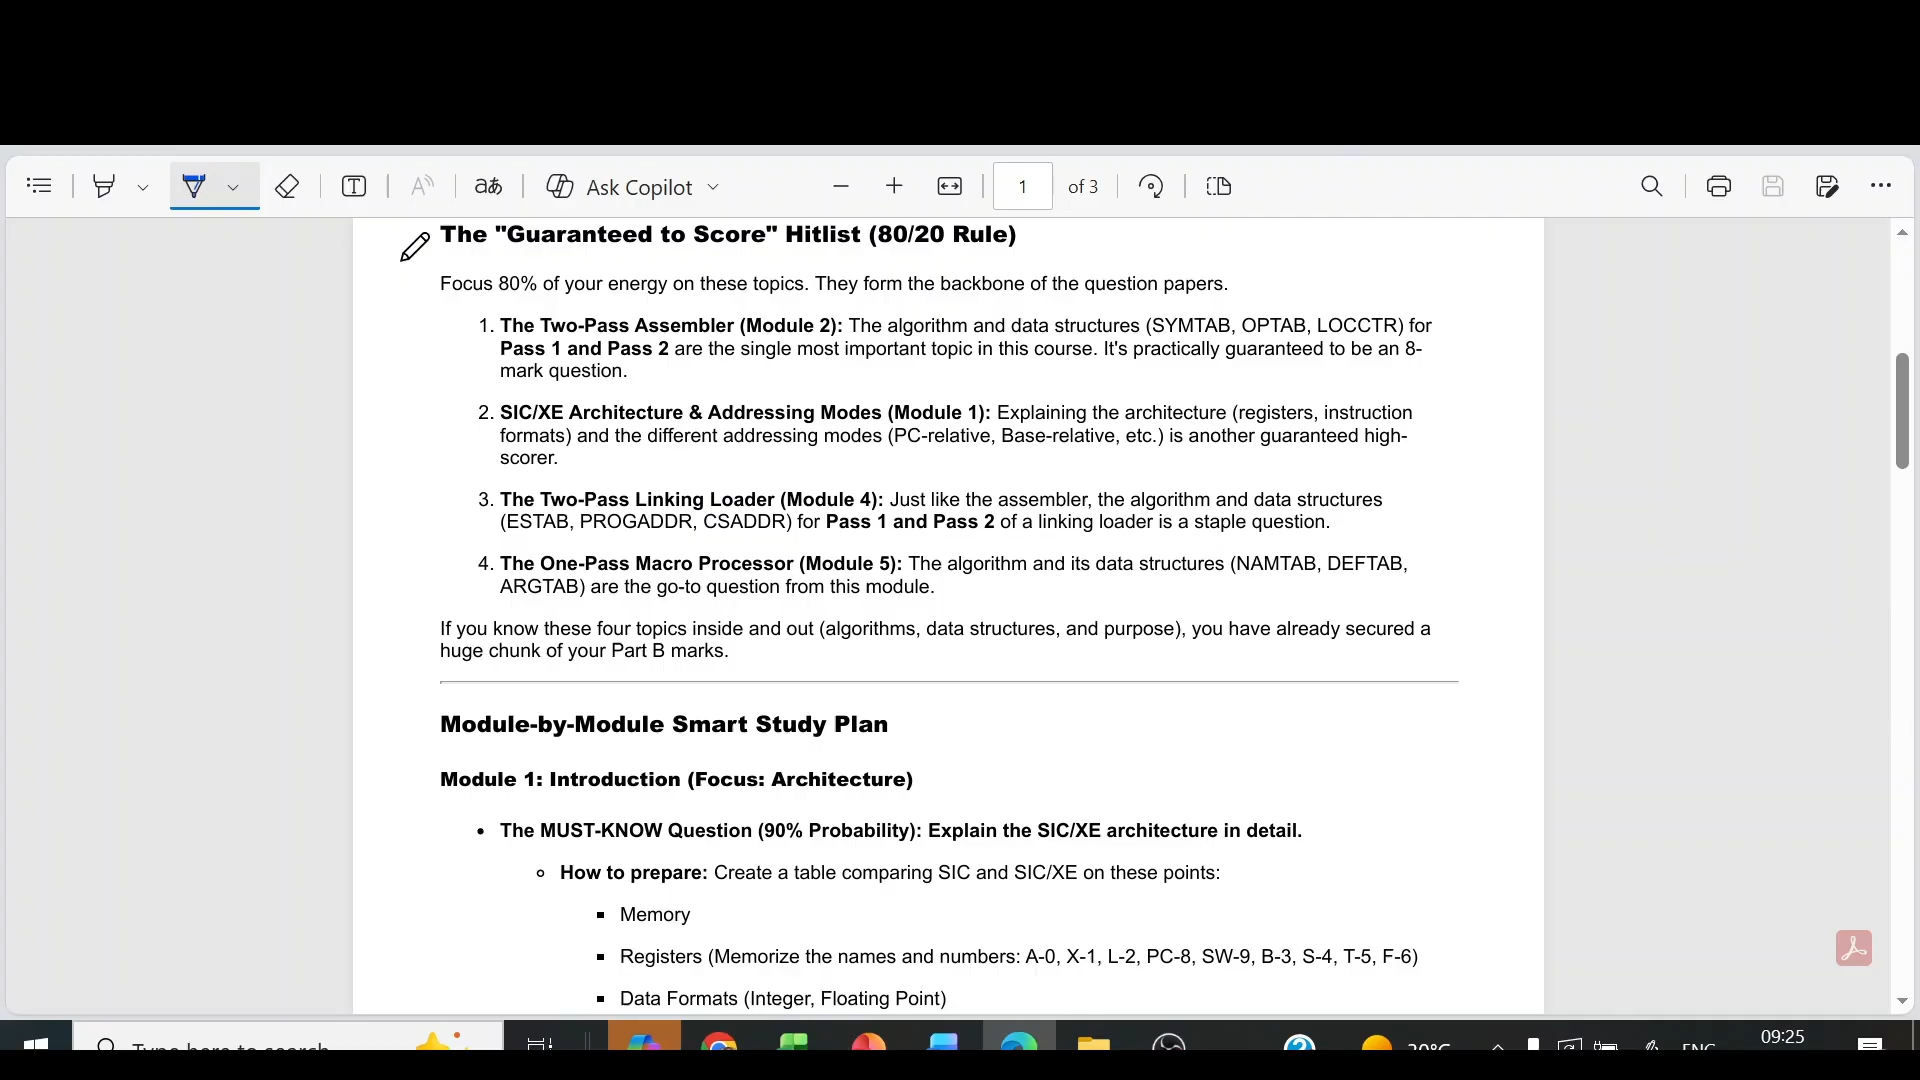 Ask Copilot
1
of 3
The "Guaranteed to Score" Hitlist (80/20 Rule)
Focus 80% of your energy on these topics. They form the backbone of the question papers.
1. The Two-Pass Assembler (Module 2): The algorithm and data structures (SYMTAB, OPTAB, LOCCTR) for
Pass 1 and Pass 2 are the single most important topic in this course. It's practically guaranteed to be an 8-
mark question.
2. SIC/XE Architecture & Addressing Modes (Module 1): Explaining the architecture (registers, instruction
formats) and the different addressing modes (PC-relative, Base-relative, etc.) is another guaranteed high-
scorer.
3. The Two-Pass Linking Loader (Module 4): Just like the assembler, the algorithm and data structures
(ESTAB, PROGADDR, CSADDR) for Pass 1 and Pass 2 of a linking loader is a staple question.
4. The One-Pass Macro Processor (Module 5): The algorithm and its data structures (NAMTAB, DEFTAB,
ARGTAB) are the go-to question from this module.
If you know these four topics inside and out (algorithms, data structures, and purpose), you have already secured a
huge chunk of your Part B marks.
Module-by-Module Smart Study Plan
Module 1: Introduction (Focus: Architecture)
• The MUST-KNOW Question (90% Probability): Explain the SIC/XE architecture in detail.
How to prepare: Create a table comparing SIC and SIC/XE on these points:
Memory
Registers (Memorize the names and numbers: A-0, X-1, L-2, PC-8, SW-9, B-3, S-4, T-5, F-6)
Data Formats (Integer, Floating Point)
Type here to search
ENG
09:25